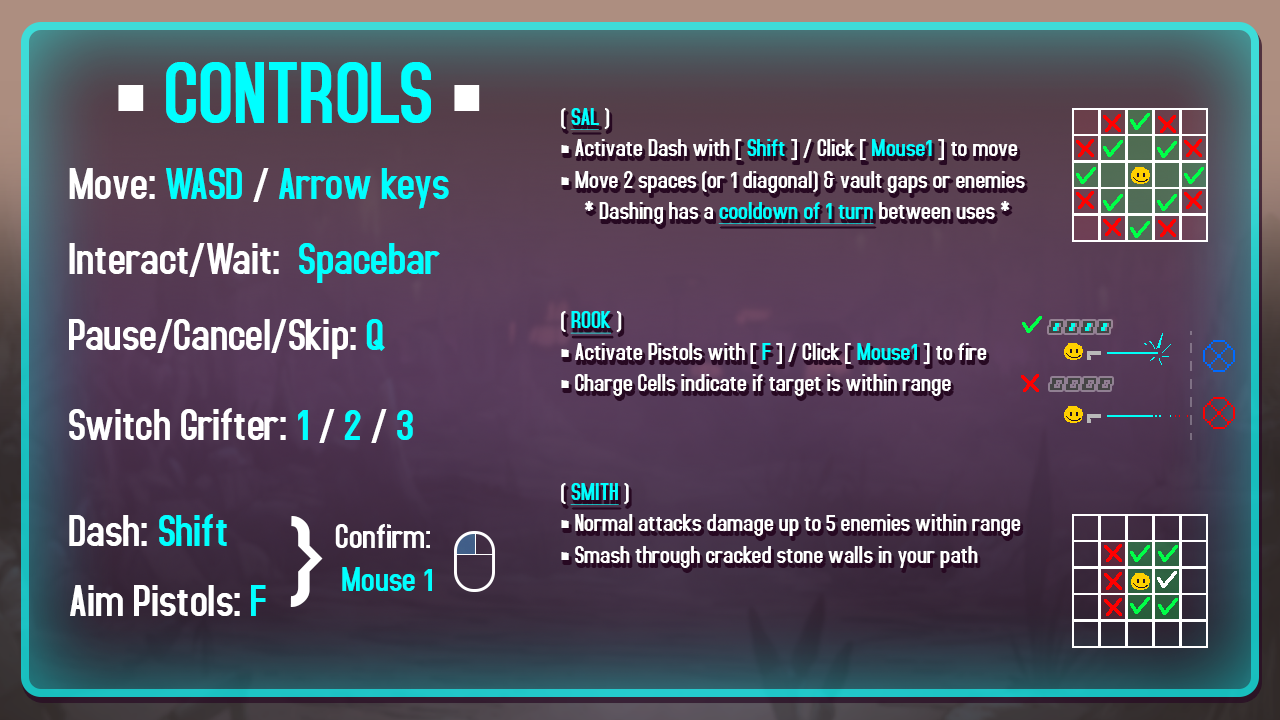 ▪ CONTROLS ▪
Move: WASD / Arrow keys
Interact/Wait: Spacebar
Pause/Cancel/Skip: Q
Switch Grifter: 1 / 2 / 3
Dash: Shift
Aim Pistols: F
} Confirm:
Mouse 1
( SAL )
▪ Activate Dash with [ Shift ] / Click [ Mouse1 ] to move
▪ Move 2 spaces (or 1 diagonal) & vault gaps or enemies
* Dashing has a cooldown of 1 turn between uses *
( ROOK )
▪ Activate Pistols with [ F ] / Click [ Mouse1 ] to fire
▪ Charge Cells indicate if target is within range
( SMITH )
▪ Normal attacks damage up to 5 enemies within range
▪ Smash through cracked stone walls in your path